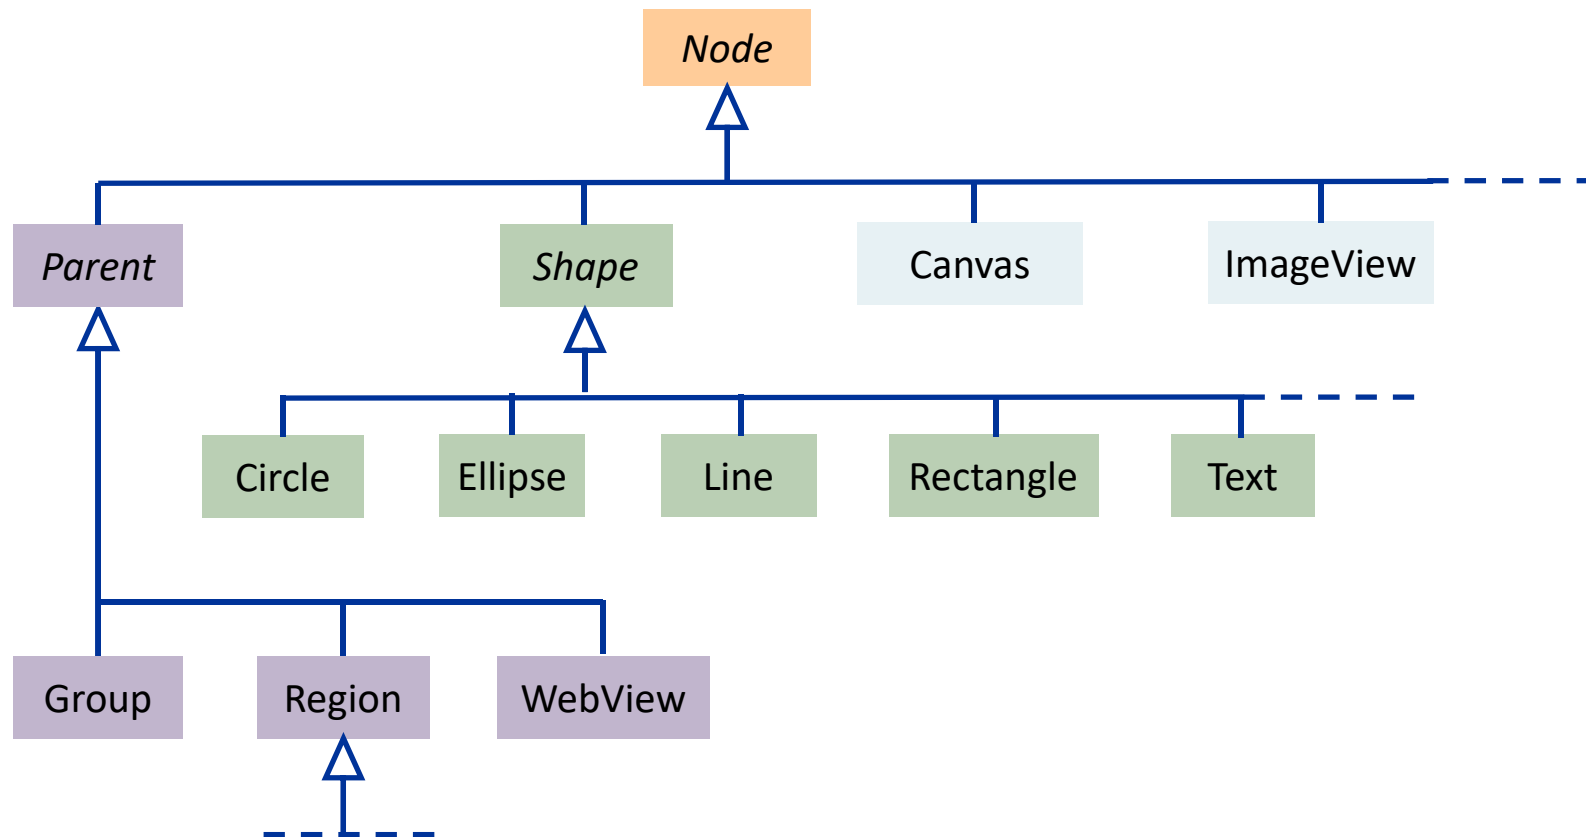 Node
Parent
Shape
Canvas
ImageView
Circle
Ellipse
Line
Rectangle
Text
Group
Region
WebView